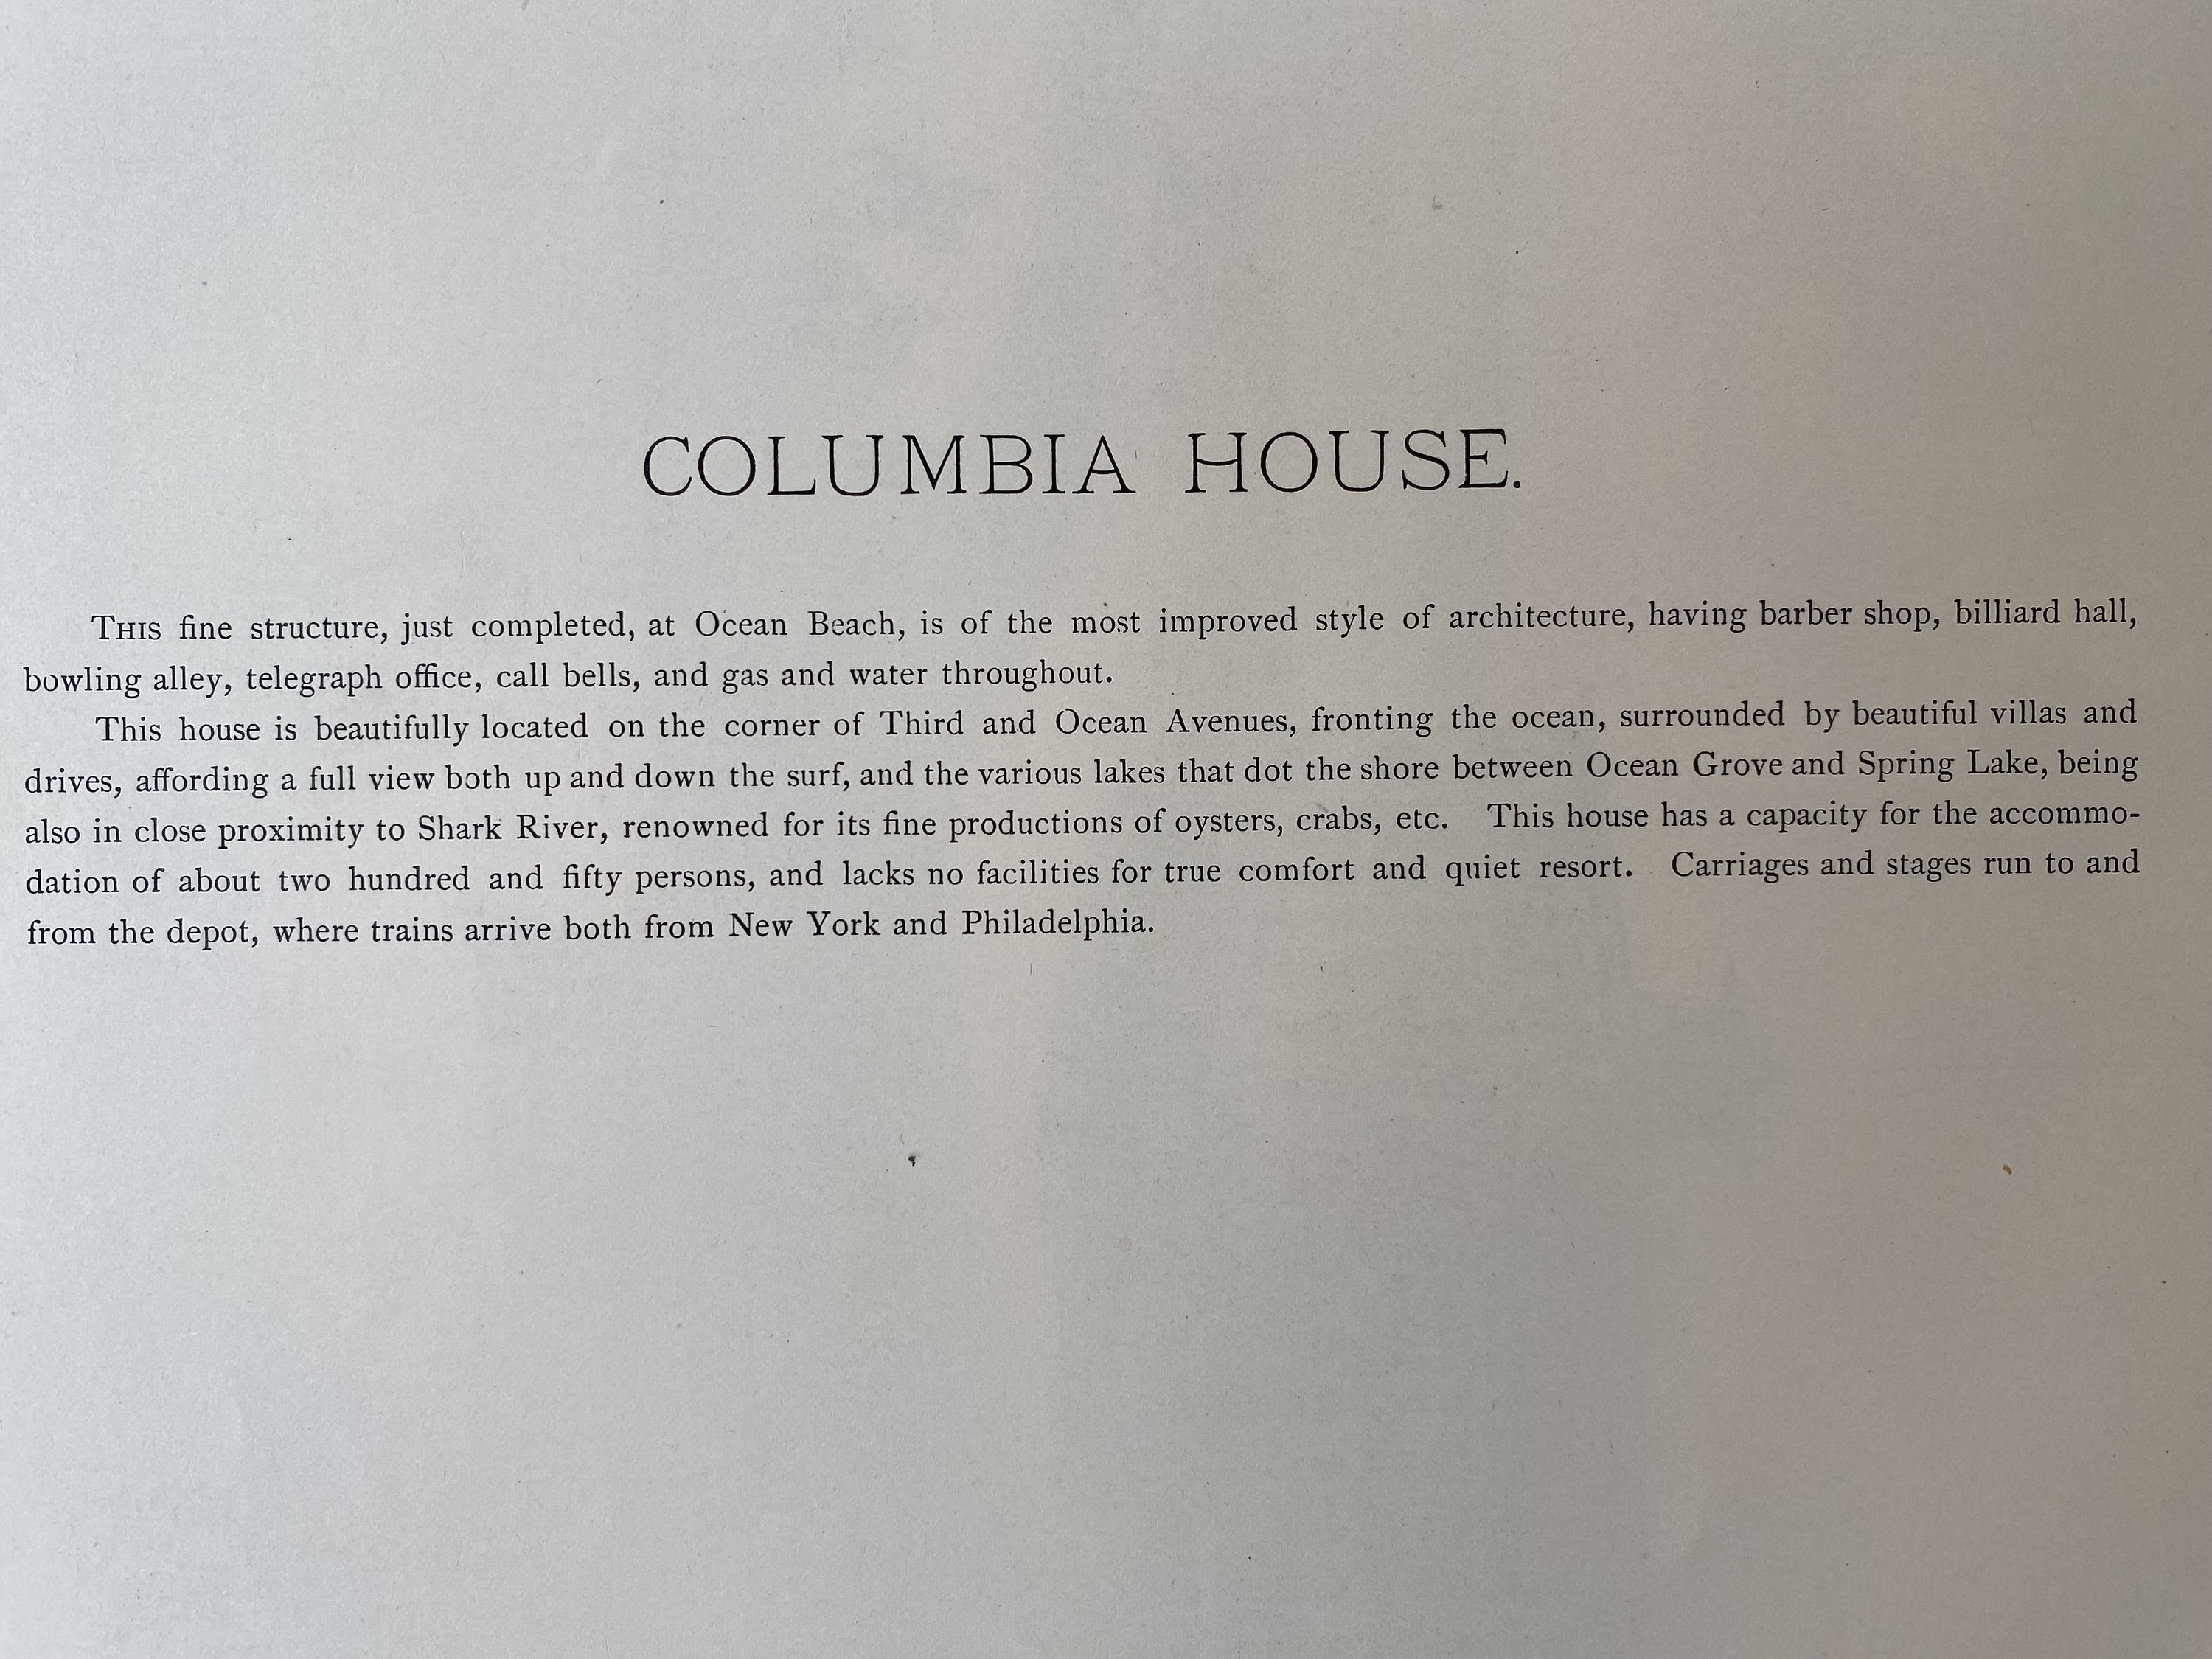 COLUMBIA HOUSE.
THIS fine structure, just completed, at Ocean Beach, is of the most improved style of architecture, having barber shop, billiard hall,
bowling alley, telegraph office, call bells, and gas and water throughout.
This house is beautifully located on the corner of Third and Ocean Avenues, fronting the ocean, surrounded by beautiful villas and
drives, affording a full view both up and down the surf, and the various lakes that dot the shore between Ocean Grove and Spring Lake, being
also in close proximity to Shark River, renowned for its fine productions of oysters, crabs, etc. This house has a capacity for the accommo-
dation of about two hundred and fifty persons, and lacks no facilities for true comfort and quiet resort. Carriages and stages run to and
from the depot, where trains arrive both from New York and Philadelphia.